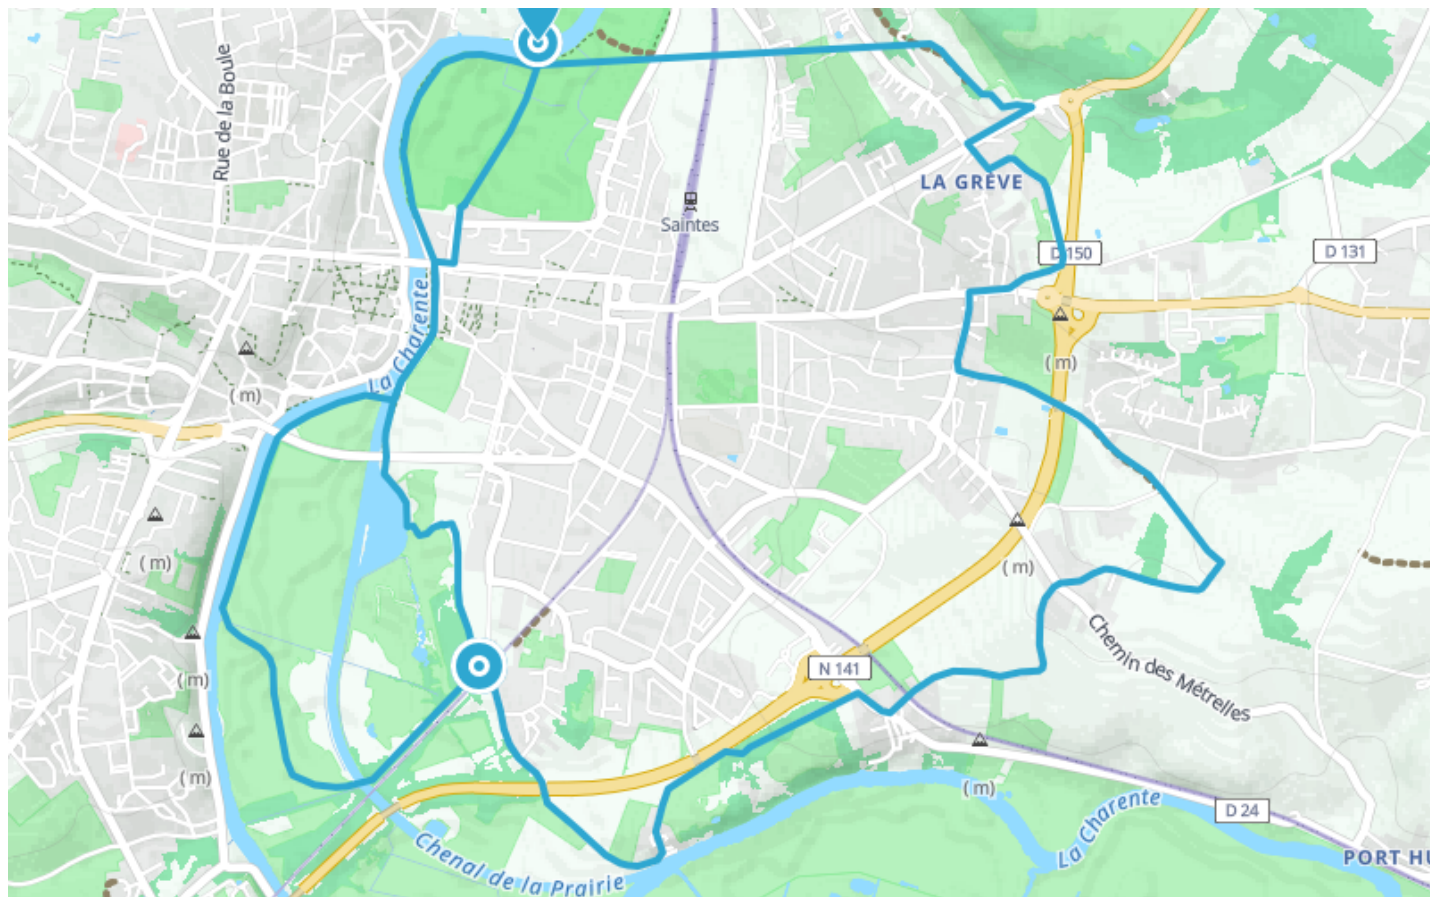 Rue de la Boule
LA GRÈVE
Saintes
D 150
D 131
La Charente
( m)
( m)
( m)
( m)
Chemin des Métrelles
N 141
( m)
( m)
( m)
D 24
La Charente
Chenal de la Prairie
PORT HU